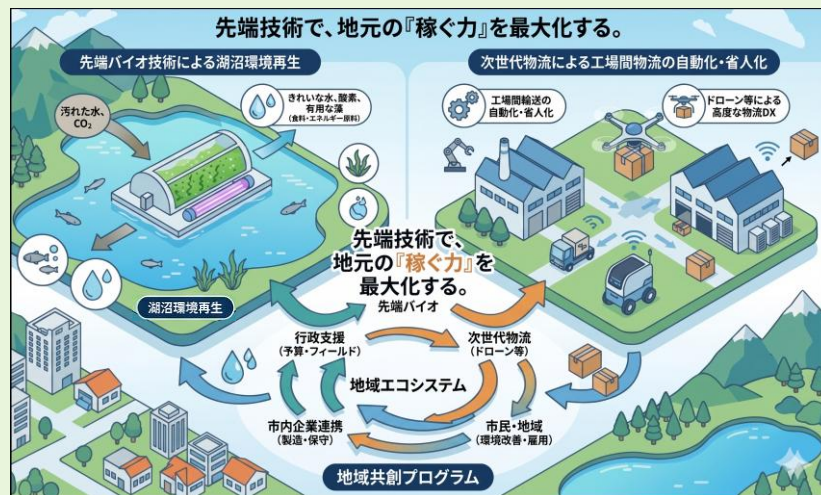 先端技術で、地元の『稼ぐ力』を最大化する。
先端バイオ技術による湖沼環境再生
汚れた水、
CO₂
きれいな水、酸素、
有用な藻
(食料・エネルギー原料)
湖沼環境再生
次世代物流による工場間物流の自動化・省人化
工場間輸送の
自動化・省人化
ドローン等による
高度な物流DX
先端技術で、
地元の『稼ぐ力』を
最大化する。
先端バイオ
行政支援
(予算・フィールド)
次世代物流
(ドローン等)
地域エコシステム
市内企業連携
(製造・保守)
市民・地域
(環境改善・雇用)
地域共創プログラム